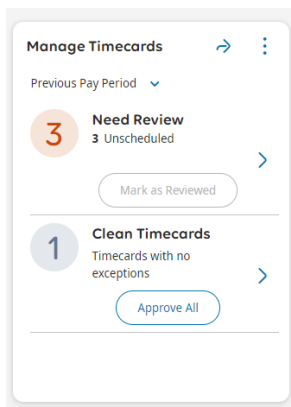 Manage Timecards
Previous Pay Period
3
Need Review
3 Unscheduled
Mark as Reviewed
1
Clean Timecards
Timecards with no
exceptions
Approve All